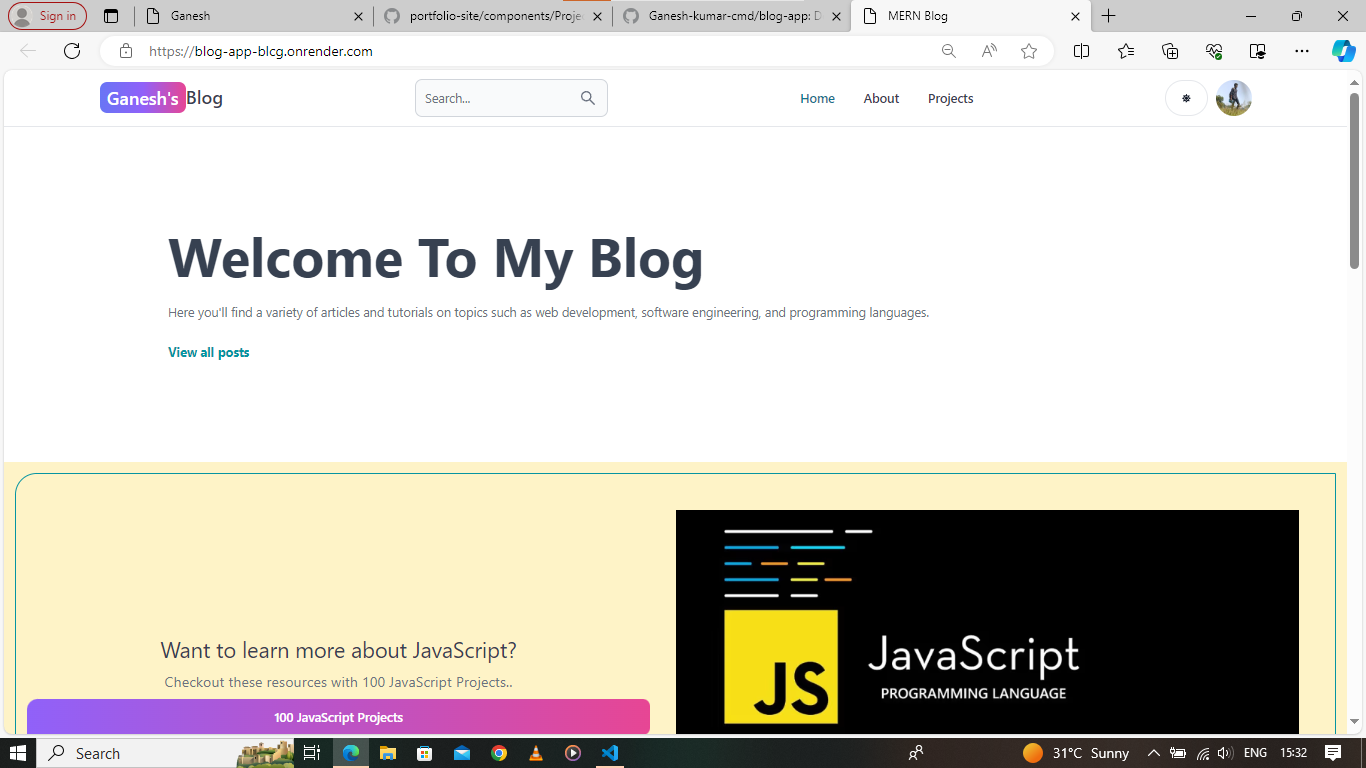 Sign in
Ganesh
portfolio-site/components/Proje
Ganesh-kumar-cmd/blog-app: D
MERN Blog
https://blog-app-blcg.onrender.com
Ganesh's Blog
Search...
Home
About
Projects
Welcome To My Blog
Here you'll find a variety of articles and tutorials on topics such as web development, software engineering, and programming languages.
View all posts
Want to learn more about JavaScript?
Checkout these resources with 100 JavaScript Projects..
100 JavaScript Projects
JS
JavaScript
PROGRAMMING LANGUAGE
Search
31°C Sunny
ENG
15:32